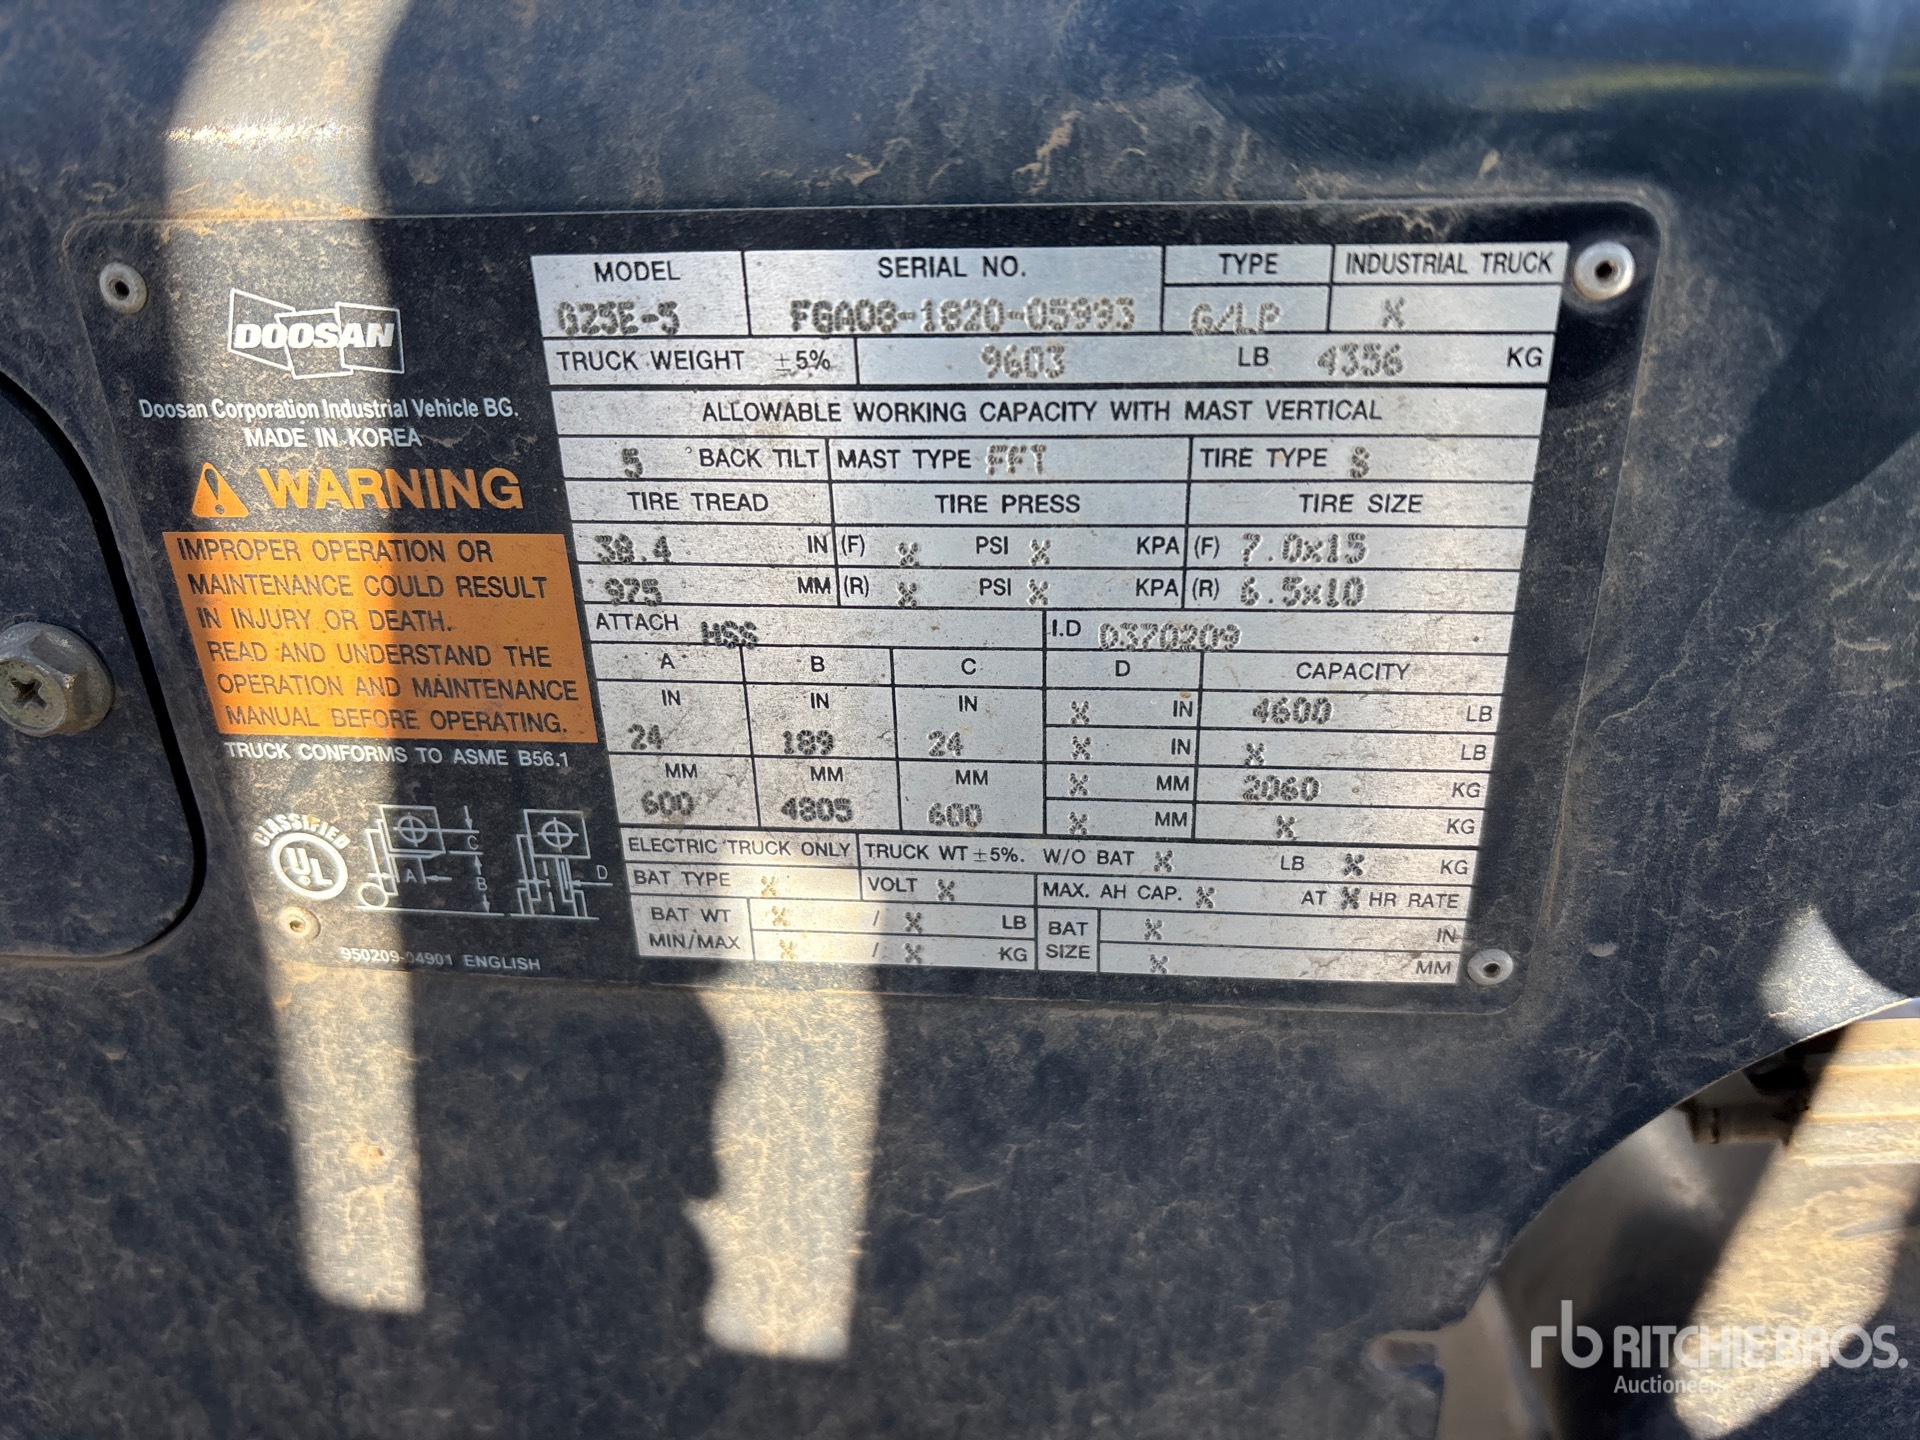 DOOSAN
Doosan Corporation Industrial Vehicle BG.
MADE IN KOREA
WARNING
IMPROPER OPERATION OR
MAINTENANCE COULD RESULT
IN INJURY OR DEATH.
READ AND UNDERSTAND THE
OPERATION AND MAINTENANCE
MANUAL BEFORE OPERATING.
TRUCK CONFORMS TO ASME B56.1
CLASSIFIED
UL
A B C D
950209-04901 ENGLISH
MODEL SERIAL NO. TYPE INDUSTRIAL TRUCK
G25E-5 FGA08-1820-05993 G/LP X
TRUCK WEIGHT ±5% 9603 LB 4356 KG
ALLOWABLE WORKING CAPACITY WITH MAST VERTICAL
5 ° BACK TILT MAST TYPE FFT TIRE TYPE S
TIRE TREAD TIRE PRESS TIRE SIZE
38.4 IN (F) X PSI X KPA (F) 7.0x15
975 MM (R) X PSI X KPA (R) 6.5x10
ATTACH HSS I.D 0370209
A B C D CAPACITY
IN IN IN X IN 4600 LB
24 189 24 X IN X LB
MM MM MM X MM 2060 KG
600 4805 600 X MM X KG
ELECTRIC TRUCK ONLY TRUCK WT ±5%. W/O BAT X LB X KG
BAT TYPE X VOLT X MAX. AH CAP. X AT X HR RATE
BAT WT X / X LB BAT X IN
MIN/MAX X / X KG SIZE X MM
rb RITCHIE BROS.
Auctioneers